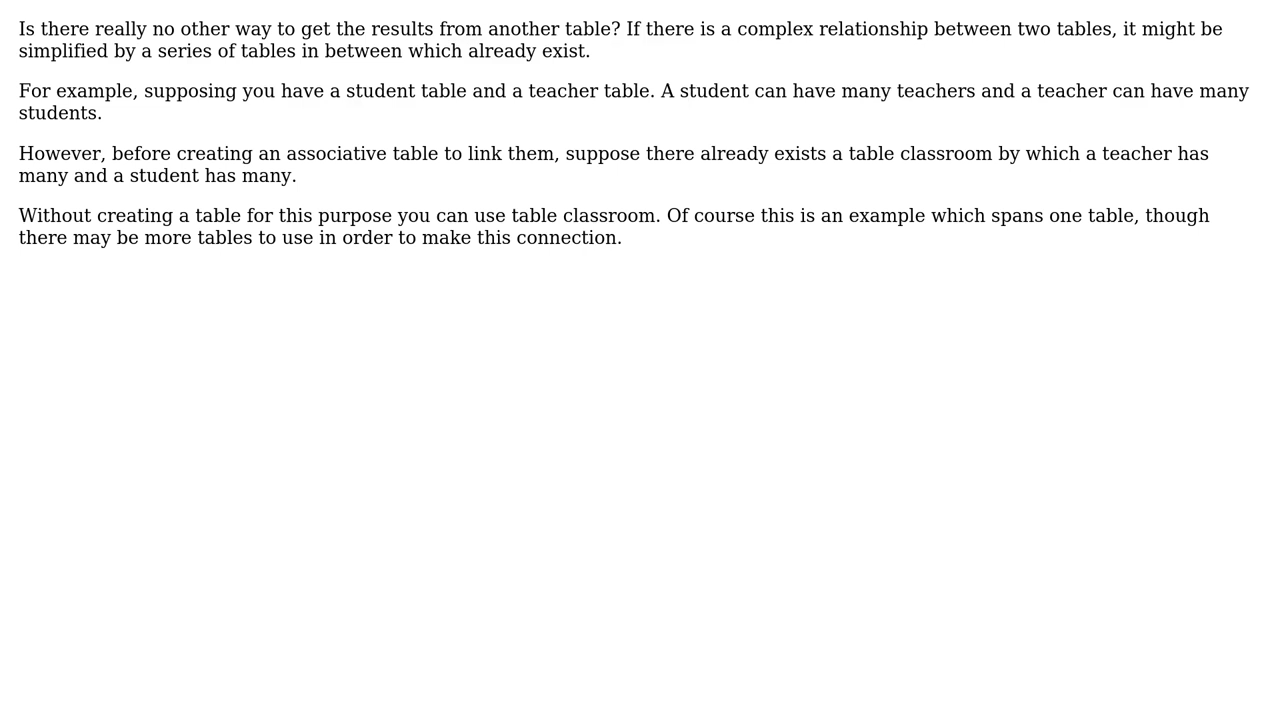 Is there really no other way to get the results from another table? If there is a complex relationship between two tables, it might be
simplified by a series of tables in between which already exist.
For example, supposing you have a student table and a teacher table. A student can have many teachers and a teacher can have many
students.
However, before creating an associative table to link them, suppose there already exists a table classroom by which a teacher has
many and a student has many.
Without creating a table for this purpose you can use table classroom. Of course this is an example which spans one table, though
there may be more tables to use in order to make this connection.